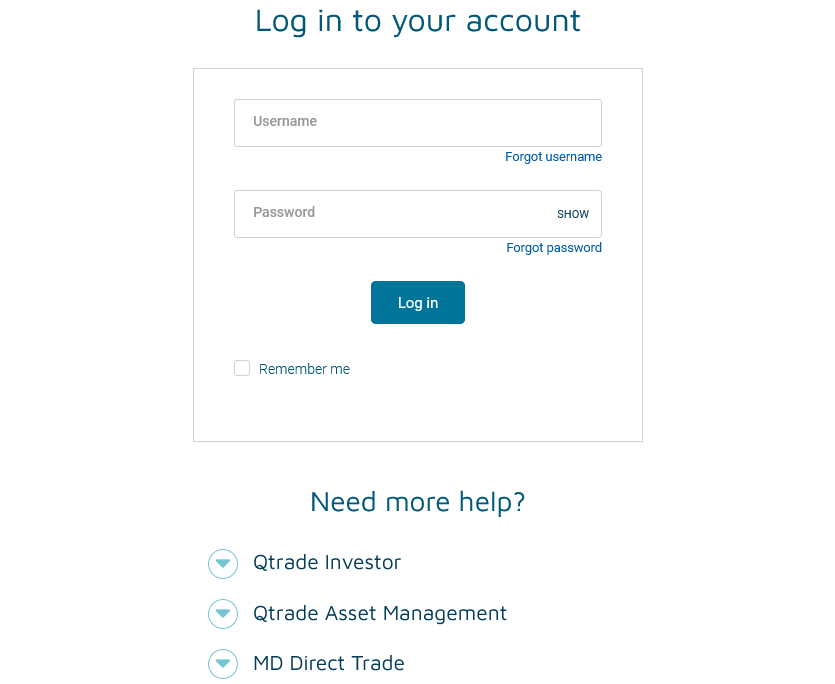 Log in to your account
Username
Forgot username
Password SHOW
Forgot password
Log in
Remember me
Need more help?
Qtrade Investor
Qtrade Asset Management
MD Direct Trade